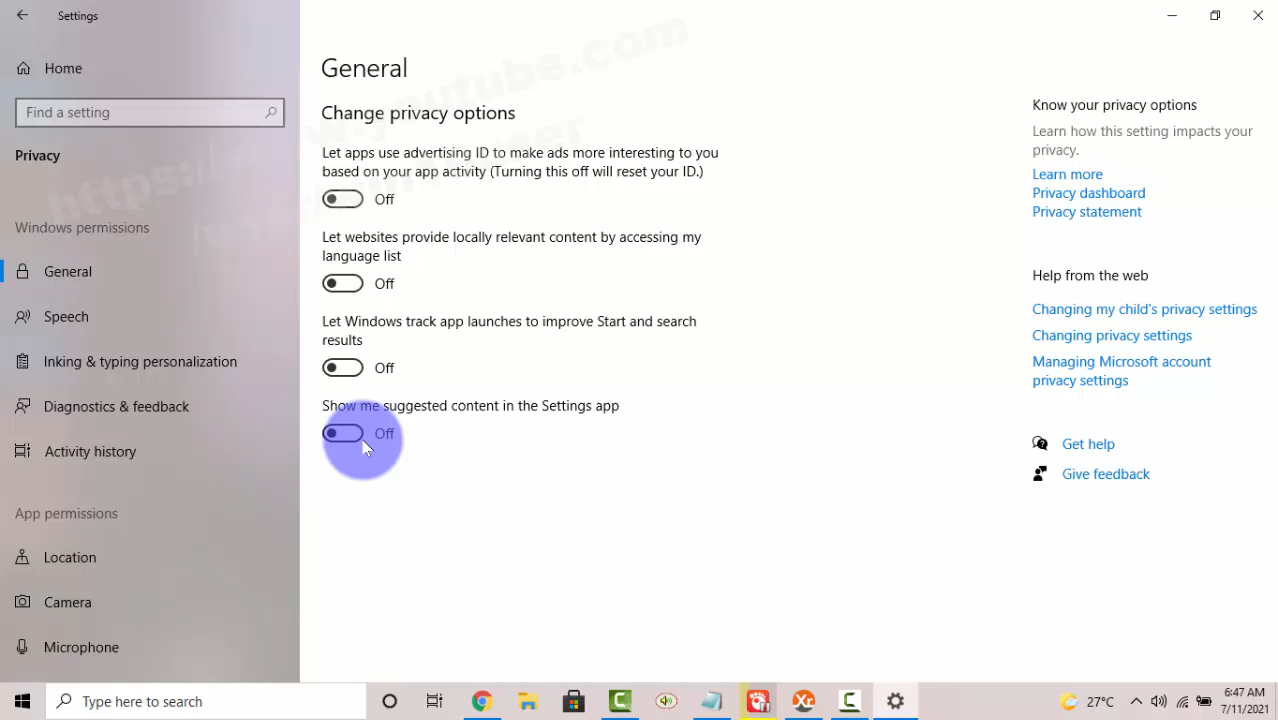 Settings
Home
Find a setting
Privacy
Windows permissions
General
Speech
Inking & typing personalization
Diagnostics & feedback
Activity history
App permissions
Location
Camera
Microphone
General
Change privacy options
Let apps use advertising ID to make ads more interesting to you
based on your app activity (Turning this off will reset your ID.)
Off
Let websites provide locally relevant content by accessing my
language list
Off
Let Windows track app launches to improve Start and search
results
Off
Show me suggested content in the Settings app
Off
Know your privacy options
Learn how this setting impacts your
privacy.
Learn more
Privacy dashboard
Privacy statement
Help from the web
Changing my child's privacy settings
Changing privacy settings
Managing Microsoft account
privacy settings
Get help
Give feedback
Type here to search
27°C
6:47 AM
7/11/2021